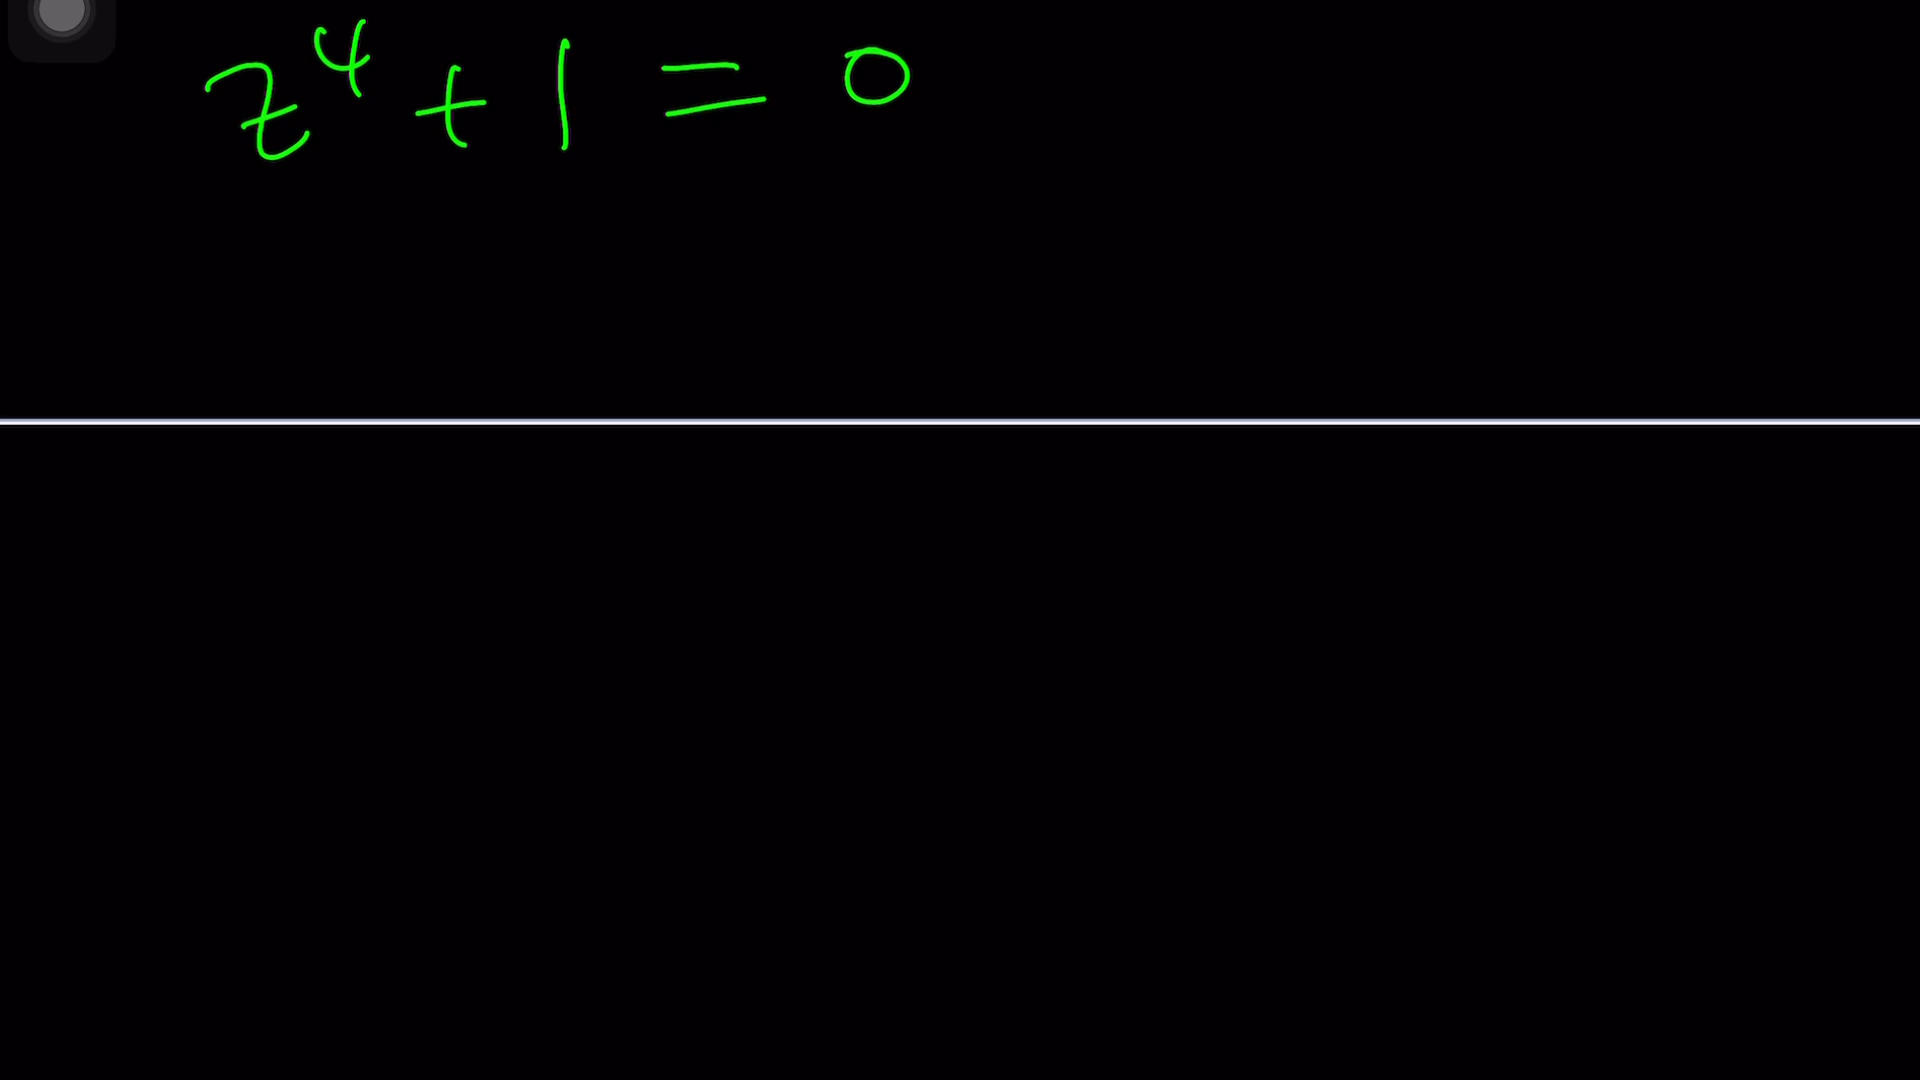 z⁴ + 1 = 0